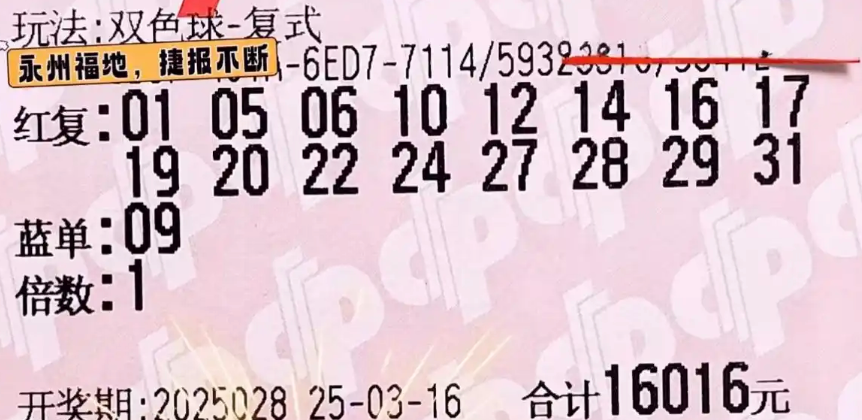 玩法:双色球-复式
永州福地，捷报不断
-6ED7-7114/5932
红复:01 05 06 10 12 14 16 17
19 20 22 24 27 28 29 31
蓝单:09
倍数:1
开奖期:2025028 25-03-16 合计16016元